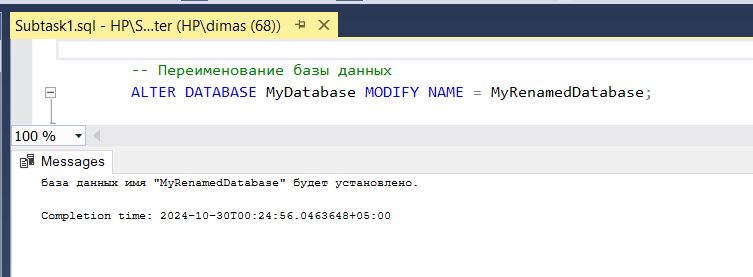 Subtask1.sql - HP\S...ter (HP\dimas (68))
-- Переименование базы данных
ALTER DATABASE MyDatabase MODIFY NAME = MyRenamedDatabase;
100 %
Messages
база данных имя "MyRenamedDatabase" будет установлено.
Completion time: 2024-10-30T00:24:56.0463648+05:00